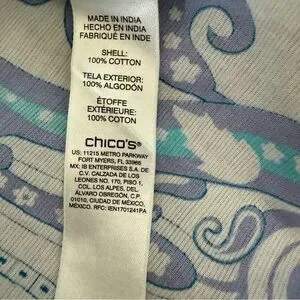 MADE IN INDIA
HECHO EN INDIA
FABRIQUÉ EN INDE
SHELL:
100% COTTON
TELA EXTERIOR:
100% ALGODÓN
ÉTOFFE
EXTÉRIEURE:
100% COTON
chico's®
US: 11215 METRO PARKWAY
FORT MYERS, FL 33966
MX: IB ENTERPRISES S.A. DE
C.V. CALZADA DE LOS
LEONES NO. 170, PISO 1,
COL. LOS ALPES, DEL.
ÁLVARO OBREGÓN, C.P
01010, CIUDAD DE MÉXICO,
MÉXICO. RFC: IEN1701241PA